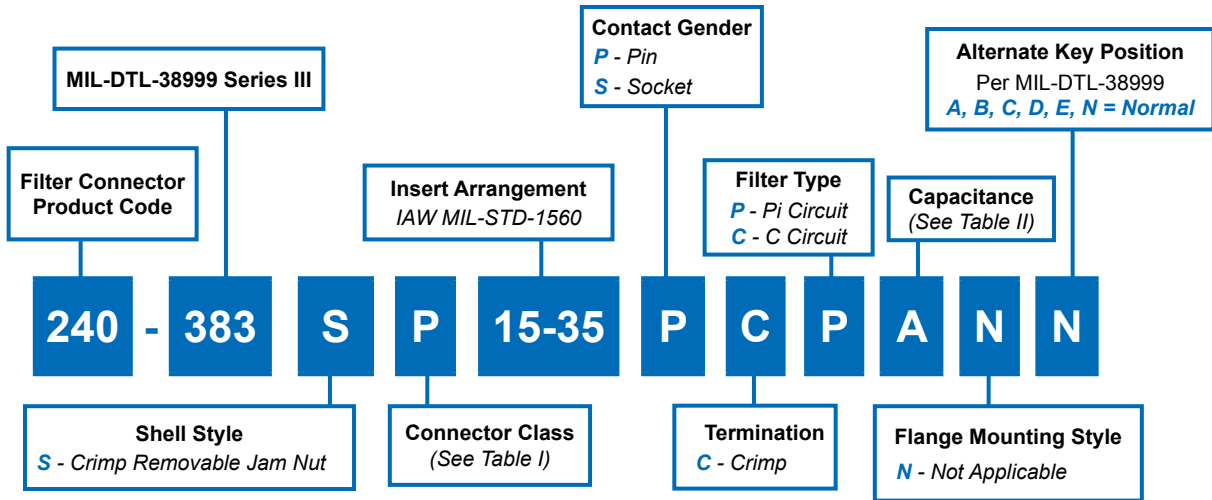 Contact Gender
P - Pin
S - Socket
Alternate Key Position
Per MIL-DTL-38999
A, B, C, D, E, N = Normal
MIL-DTL-38999 Series III
Filter Connector
Product Code
Insert Arrangement
IAW MIL-STD-1560
Filter Type
P - Pi Circuit
C - C Circuit
Capacitance
(See Table II)
240 - 383 S P 15-35 P C P A N N
Shell Style
S - Crimp Removable Jam Nut
Connector Class
(See Table I)
Termination
C - Crimp
Flange Mounting Style
N - Not Applicable